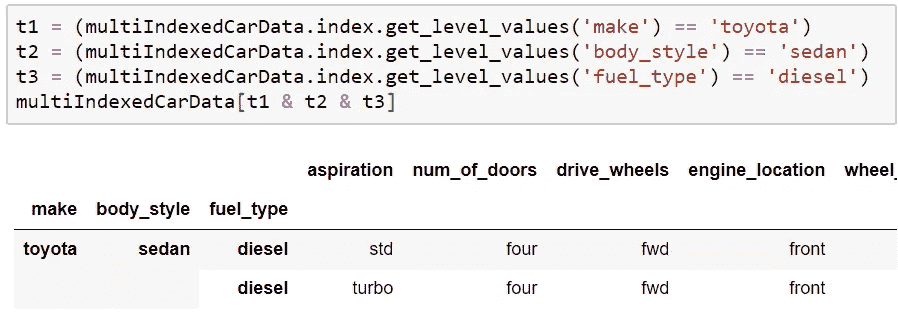 t1 = (multiIndexedCarData.index.get_level_values('make') == 'toyota')
t2 = (multiIndexedCarData.index.get_level_values('body_style') == 'sedan')
t3 = (multiIndexedCarData.index.get_level_values('fuel_type') == 'diesel')
multiIndexedCarData[t1 & t2 & t3]
aspiration num_of_doors drive_wheels engine_location wheel_
make body_style fuel_type
toyota sedan diesel std four fwd front
diesel turbo four fwd front